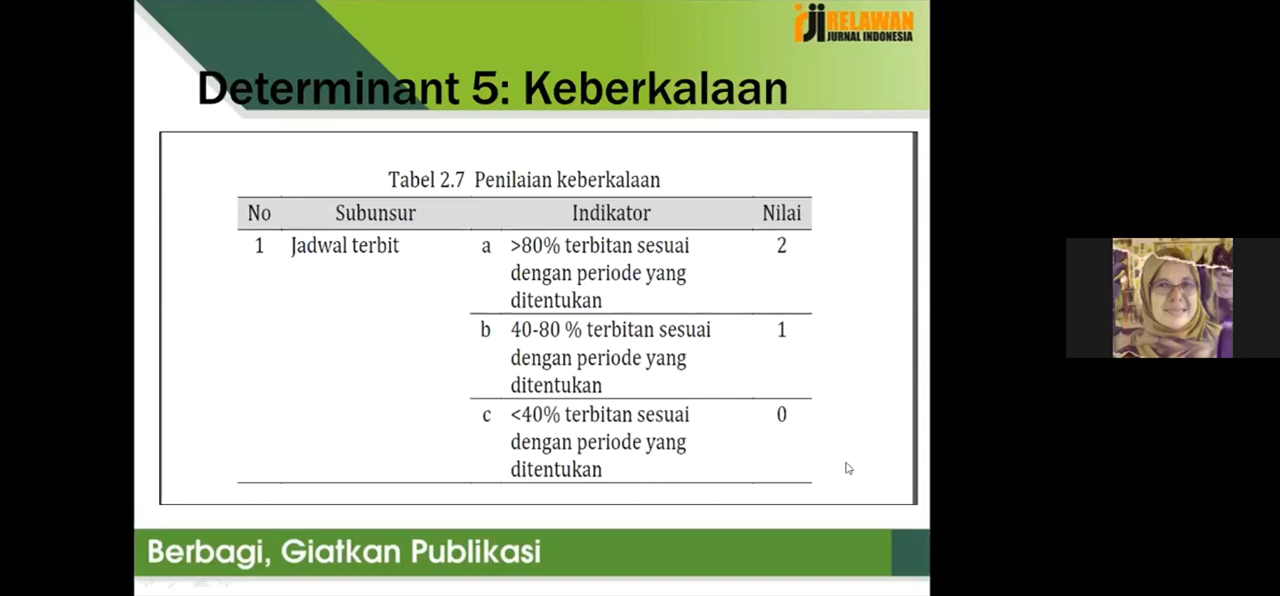 RELAWAN
JURNAL INDONESIA
Determinant 5: Keberkalaan
Tabel 2.7 Penilaian keberkalaan
No Subunsur Indikator Nilai
1 Jadwal terbit a >80% terbitan sesuai 2
dengan periode yang
ditentukan
b 40-80 % terbitan sesuai 1
dengan periode yang
ditentukan
c <40% terbitan sesuai 0
dengan periode yang
ditentukan
Berbagi, Giatkan Publikasi